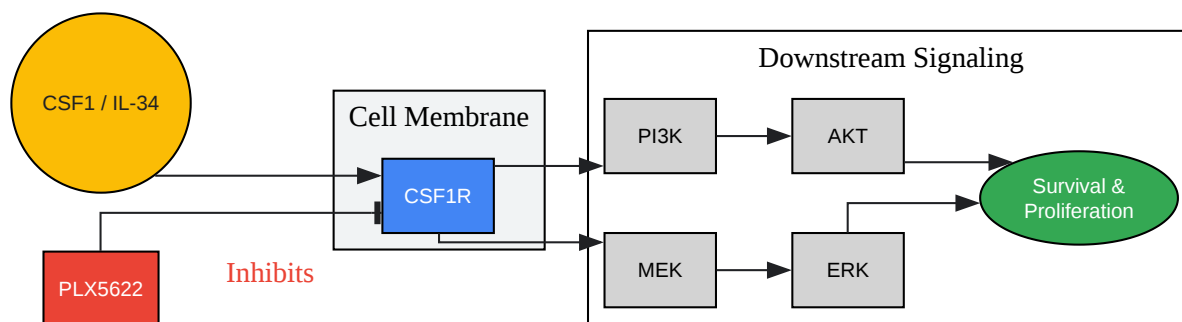 Downstream Signaling
CSF1 / IL-34
Cell Membrane
PI3K
AKT
CSF1R
Survival &
Proliferation
PLX5622
Inhibits
MEK
ERK